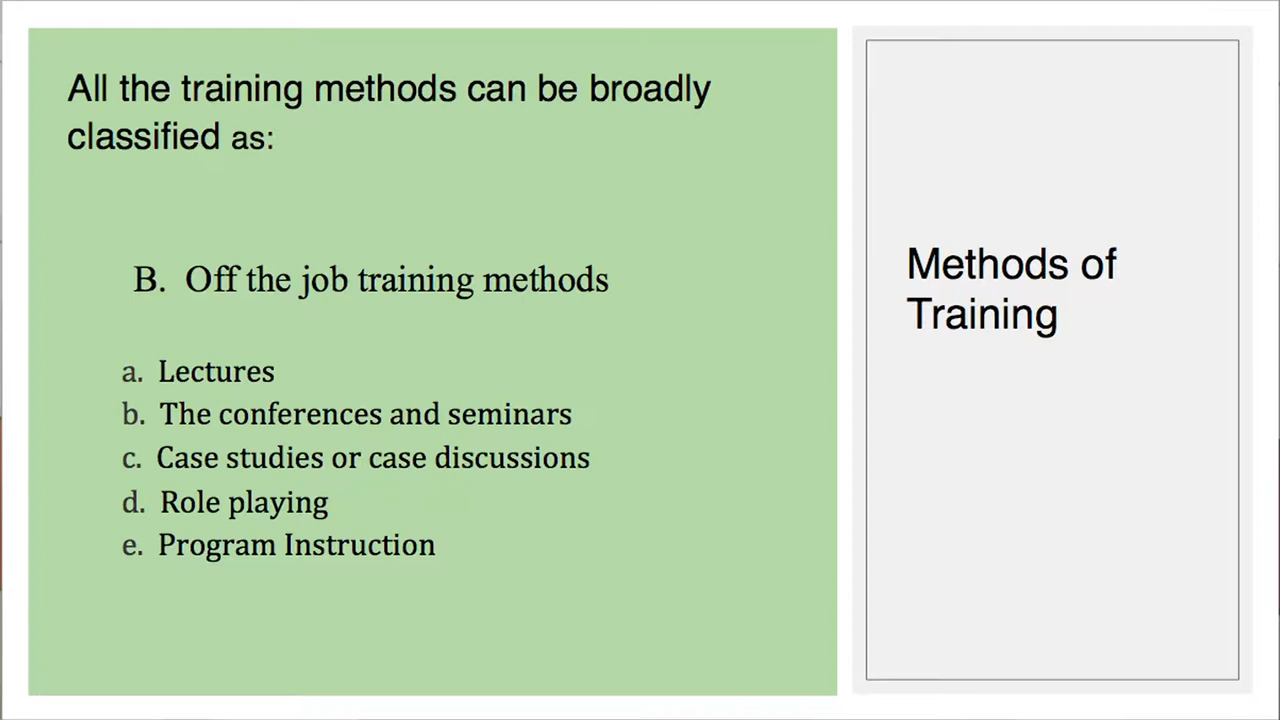 All the training methods can be broadly
classified as:
B. Off the job training methods
a. Lectures
b. The conferences and seminars
c. Case studies or case discussions
d. Role playing
e. Program Instruction
Methods of
Training